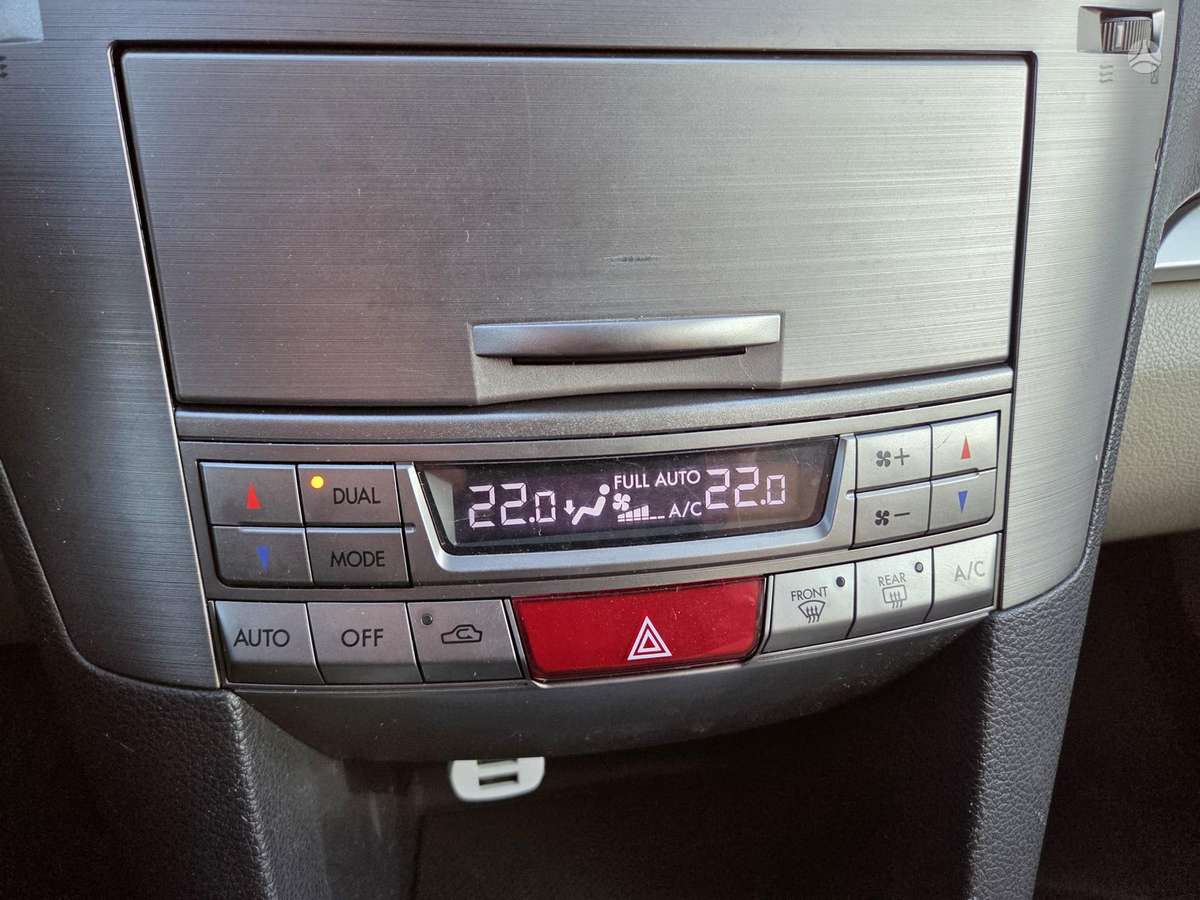 DUAL
22.0 FULL AUTO 22.0
A/C
MODE
AUTO OFF
FRONT REAR A/C